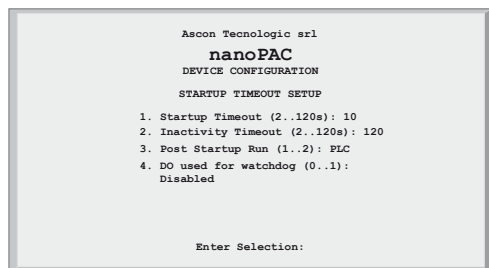 Ascon Tecnologic srl
nanoPAC
DEVICE CONFIGURATION
STARTUP TIMEOUT SETUP
1. Startup Timeout (2..120s): 10
2. Inactivity Timeout (2..120s): 120
3. Post Startup Run (1..2): PLC
4. DO used for watchdog (0..1):
Disabled
Enter Selection: